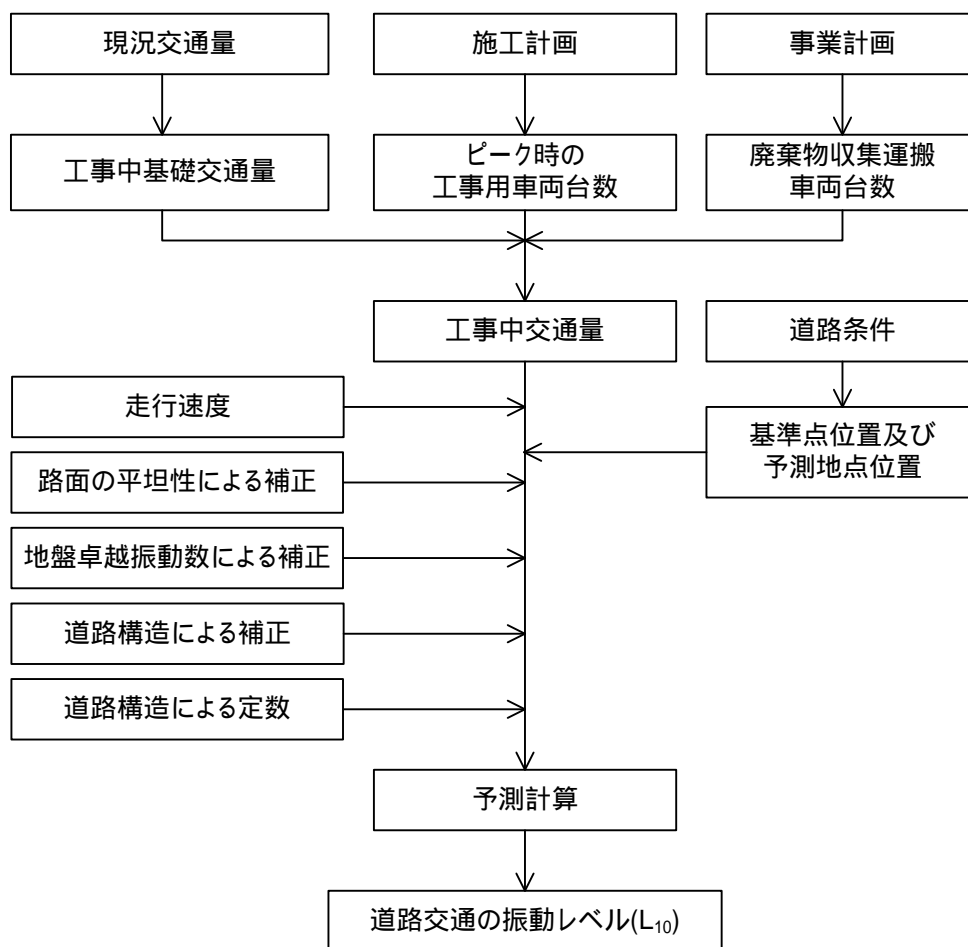 現況交通量
施工計画
事業計画
工事中基礎交通量
ピーク時の
工事用車両台数
廃棄物収集運搬
車両台数
工事中交通量
道路条件
走行速度
基準点位置及び
予測地点位置
路面の平坦性による補正
地盤卓越振動数による補正
道路構造による補正
道路構造による定数
予測計算
道路交通の振動レベル(L₁₀)